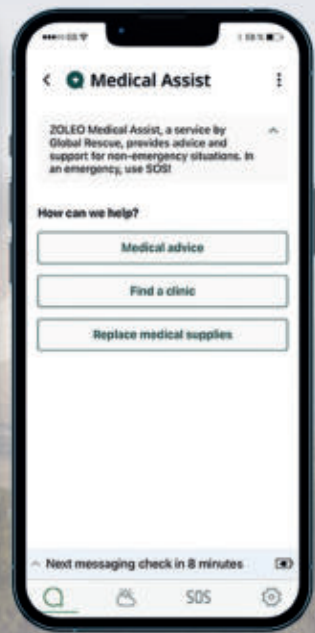 Medical Assist
ZOLEO Medical Assist, a service by
Global Rescue, provides advice and
support for non-emergency situations. In
an emergency, use SOS!
How can we help?
Medical advice
Find a clinic
Replace medical supplies
Next messaging check in 8 minutes
SOS